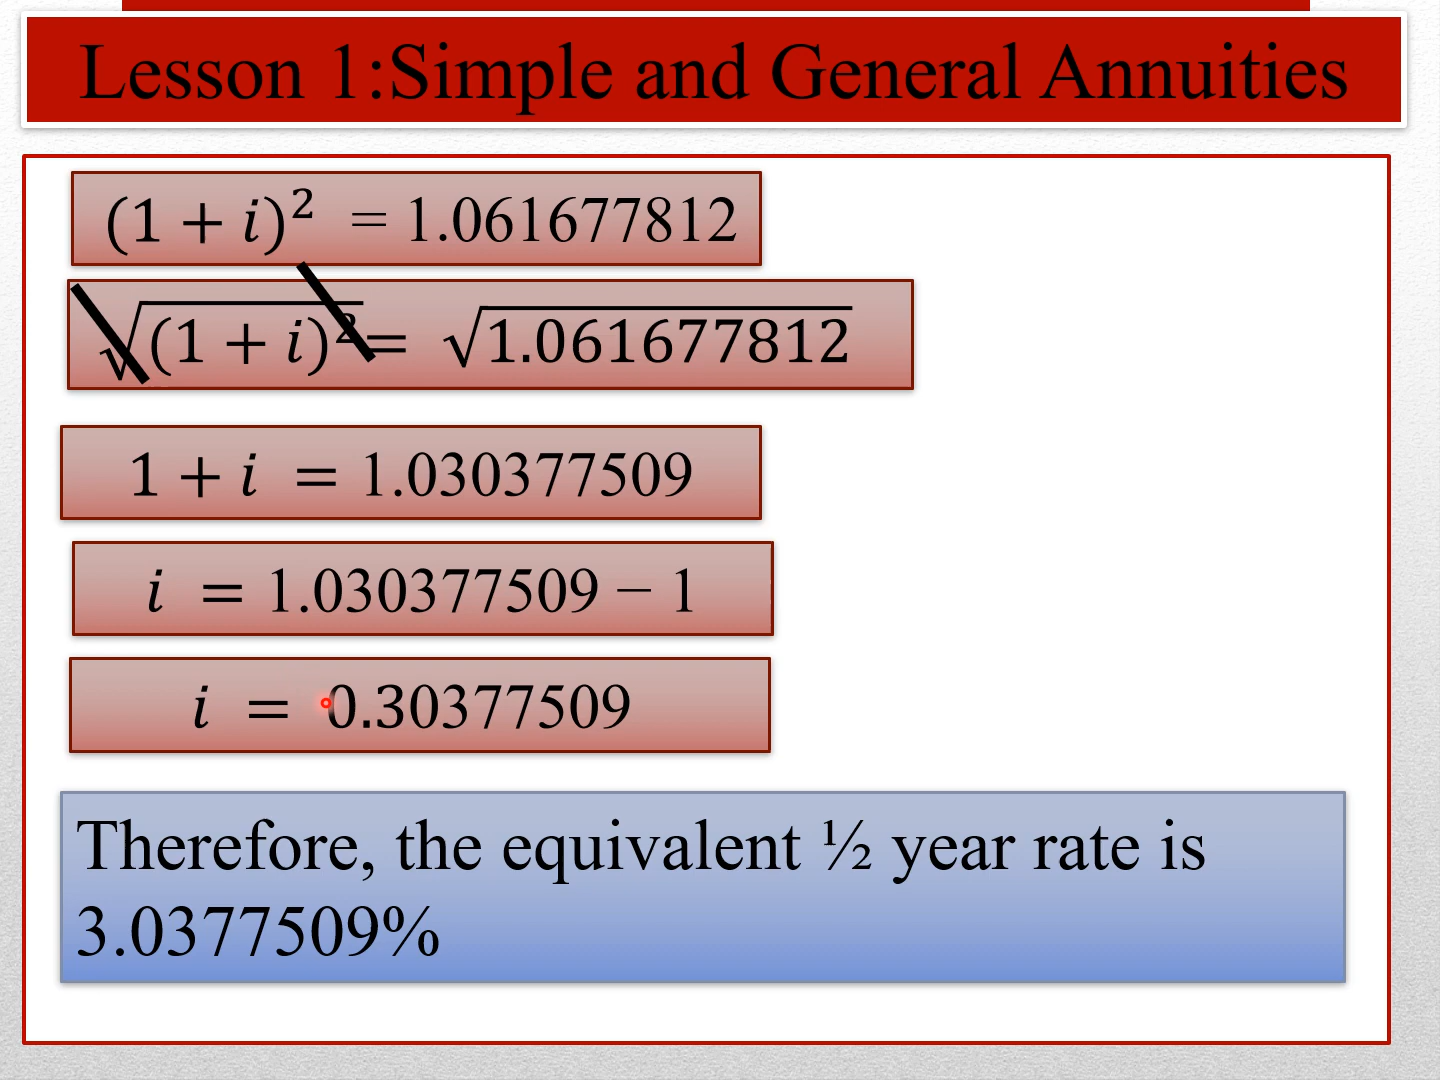 Lesson 1:Simple and General Annuities
(1 + i)² = 1.061677812
√(1 + i)² = √1.061677812
1 + i = 1.030377509
i = 1.030377509 − 1
i = 0.30377509
Therefore, the equivalent ½ year rate is
3.0377509%